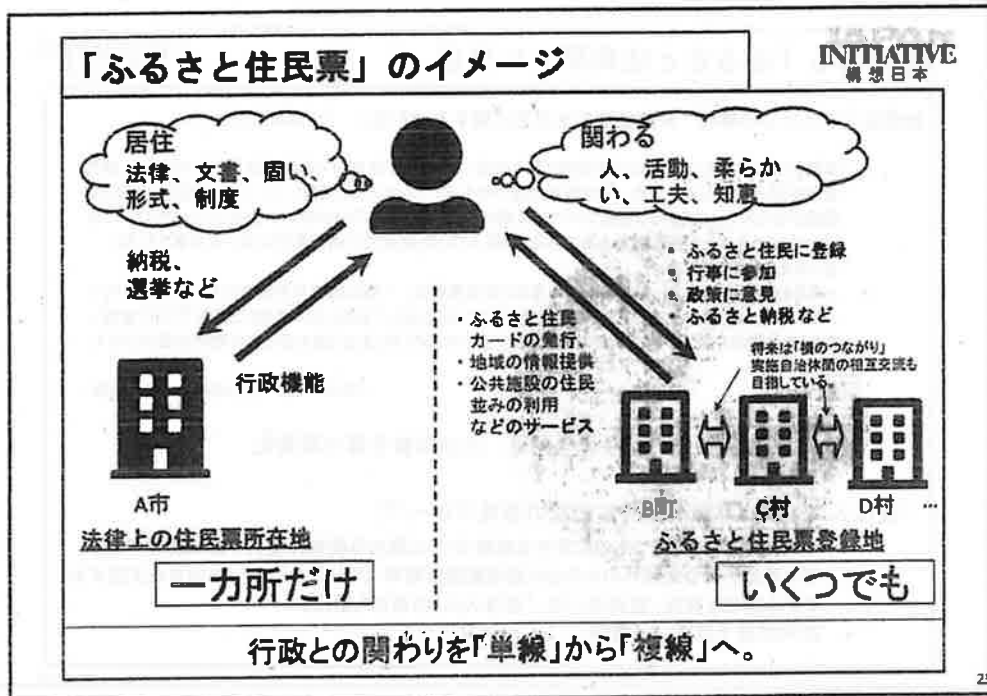 「ふるさと住民票」のイメージ
INITIATIVE
構想日本
居住
法律、文書、固い、
形式、制度
関わる
人、活動、柔らか
い、工夫、知恵
納税、
選挙など
行政機能
・ふるさと住民に登録
・行事に参加
・政策に意見
・ふるさと納税など
・ふるさと住民
カードの発行、
・地域の情報提供
・公共施設の住民
並みの利用
などのサービス
将来は「横のつながり」
実施自治体間の相互交流も
目指している。
A市
B町
C村
D村
…
法律上の住民票所在地
一カ所だけ
ふるさと住民票登録地
いくつでも
行政との関わりを「単線」から「複線」へ。